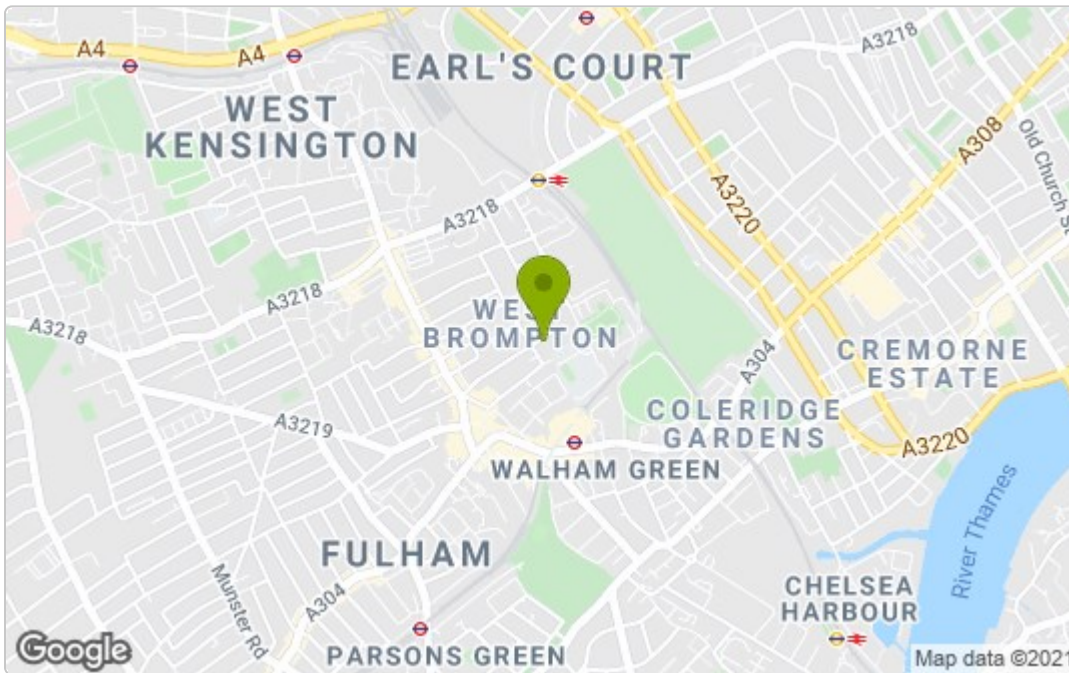 A4
A4
EARL'S COURT
A3218
WEST
KENSINGTON
A308
Old Church St
A3220
A3218
A3218
A3218
WEST
BROMPTON
A304
CREMORNE
ESTATE
A3219
COLERIDGE
GARDENS
A3220
WALHAM GREEN
River Thames
FULHAM
Munster Rd
A304
CHELSEA
HARBOUR
PARSONS GREEN
Google
Map data ©2021